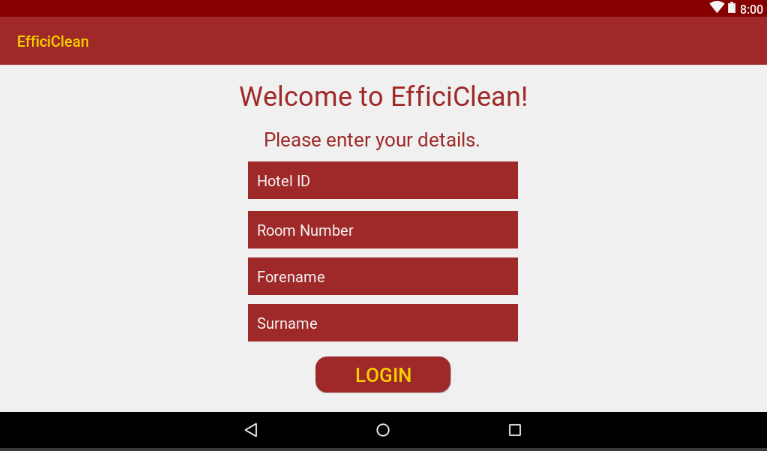 8:00
EfficiClean
Welcome to EfficiClean!
Please enter your details.
Hotel ID
Room Number
Forename
Surname
LOGIN